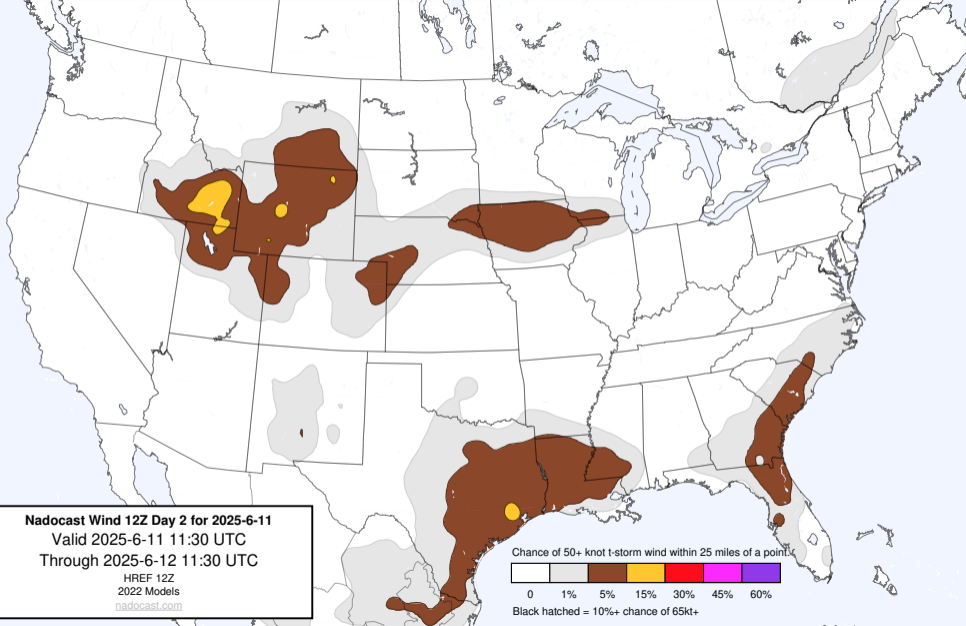 Nadocast Wind 12Z Day 2 for 2025-6-11
Valid 2025-6-11 11:30 UTC
Through 2025-6-12 11:30 UTC
HREF 12Z
2022 Models
nadocast.com
Chance of 50+ knot t-storm wind within 25 miles of a point.
0 1% 5% 15% 30% 45% 60%
Black hatched = 10%+ chance of 65kt+